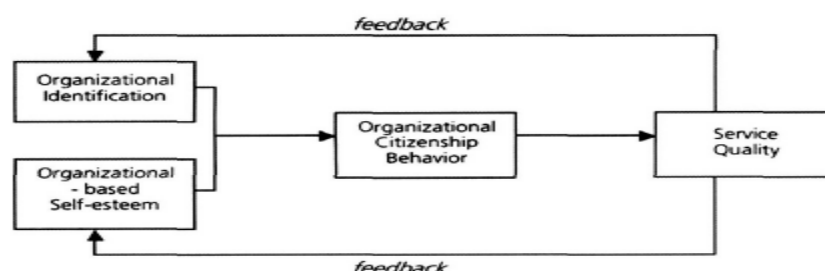 feedback
Organizational
Identification
Organizational
Citizenship
Behavior
Service
Quality
Organizational
- based
Self-esteem
feedback